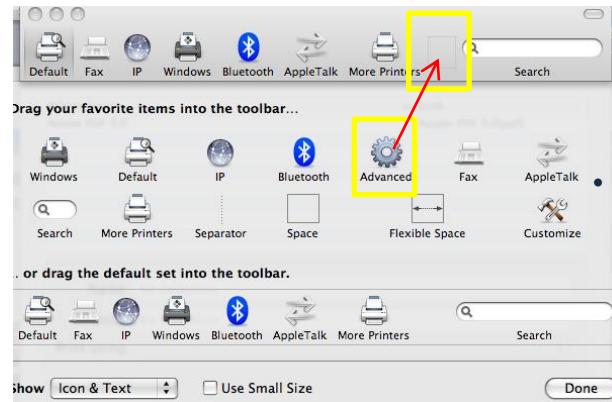 Default Fax IP Windows Bluetooth AppleTalk More Printers Search
Drag your favorite items into the toolbar...
Windows Default IP Bluetooth Advanced Fax AppleTalk
Search More Printers Separator Space Flexible Space Customize
... or drag the default set into the toolbar.
Default Fax IP Windows Bluetooth AppleTalk More Printers Search
Show Icon & Text Use Small Size Done